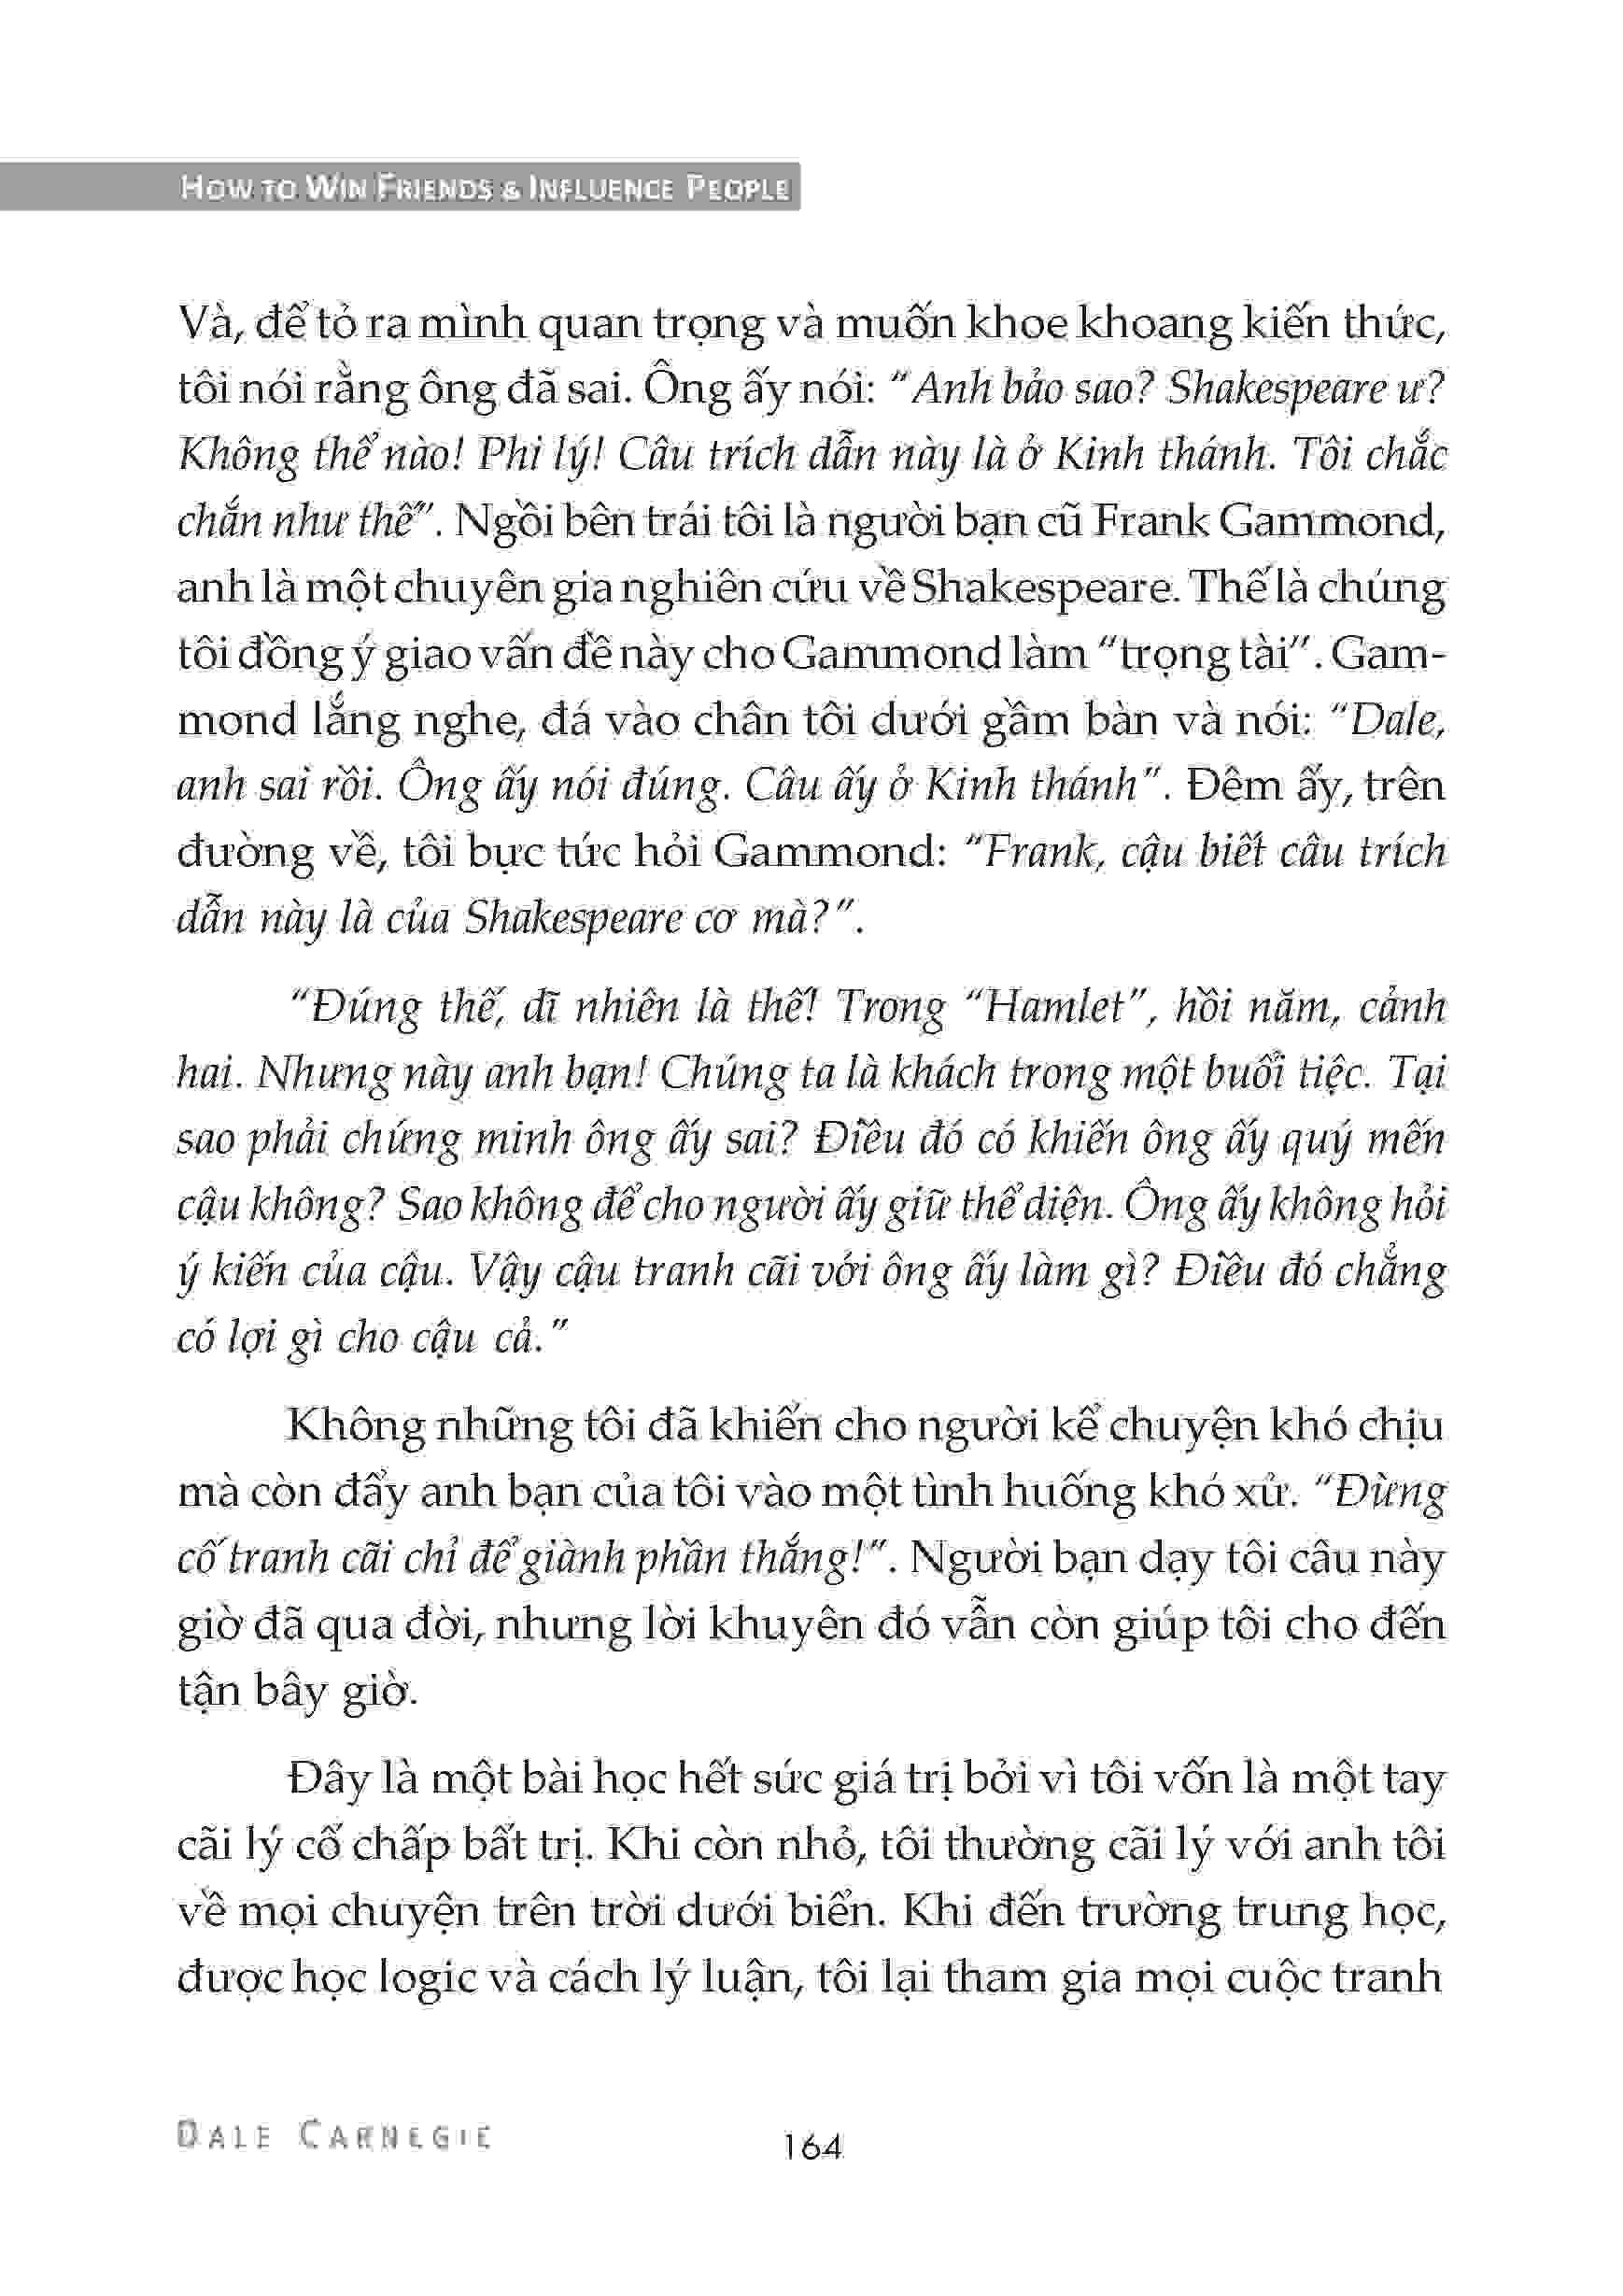 HOW TO WIN FRIENDS & INFLUENCE PEOPLE
Và, để tỏ ra mình quan trọng và muốn khoe khoang kiến thức,
tôi nói rằng ông đã sai. Ông ấy nói: “Anh bảo sao? Shakespeare ư?
Không thể nào! Phi lý! Câu trích dẫn này là ở Kinh thánh. Tôi chắc
chắn như thế”. Ngồi bên trái tôi là người bạn cũ Frank Gammond,
anh là một chuyên gia nghiên cứu về Shakespeare. Thế là chúng
tôi đồng ý giao vấn đề này cho Gammond làm “trọng tài”. Gam-
mond lắng nghe, đá vào chân tôi dưới gầm bàn và nói: “Dale,
anh sai rồi. Ông ấy nói đúng. Câu ấy ở Kinh thánh”. Đêm ấy, trên
đường về, tôi bực tức hỏi Gammond: “Frank, cậu biết câu trích
dẫn này là của Shakespeare cơ mà?”.
“Đúng thế, dĩ nhiên là thế! Trong “Hamlet”, hồi năm, cảnh
hai. Nhưng này anh bạn! Chúng ta là khách trong một buổi tiệc. Tại
sao phải chứng minh ông ấy sai? Điều đó có khiến ông ấy quý mến
cậu không? Sao không để cho người ấy giữ thể diện. Ông ấy không hỏi
ý kiến của cậu. Vậy cậu tranh cãi với ông ấy làm gì? Điều đó chẳng
có lợi gì cho cậu cả.”
Không những tôi đã khiến cho người kể chuyện khó chịu
mà còn đẩy anh bạn của tôi vào một tình huống khó xử. “Đừng
cố tranh cãi chỉ để giành phần thắng!”. Người bạn dạy tôi câu này
giờ đã qua đời, nhưng lời khuyên đó vẫn còn giúp tôi cho đến
tận bây giờ.
Đây là một bài học hết sức giá trị bởi vì tôi vốn là một tay
cãi lý cố chấp bất trị. Khi còn nhỏ, tôi thường cãi lý với anh tôi
về mọi chuyện trên trời dưới biển. Khi đến trường trung học,
được học logic và cách lý luận, tôi lại tham gia mọi cuộc tranh
DALE CARNEGIE
164